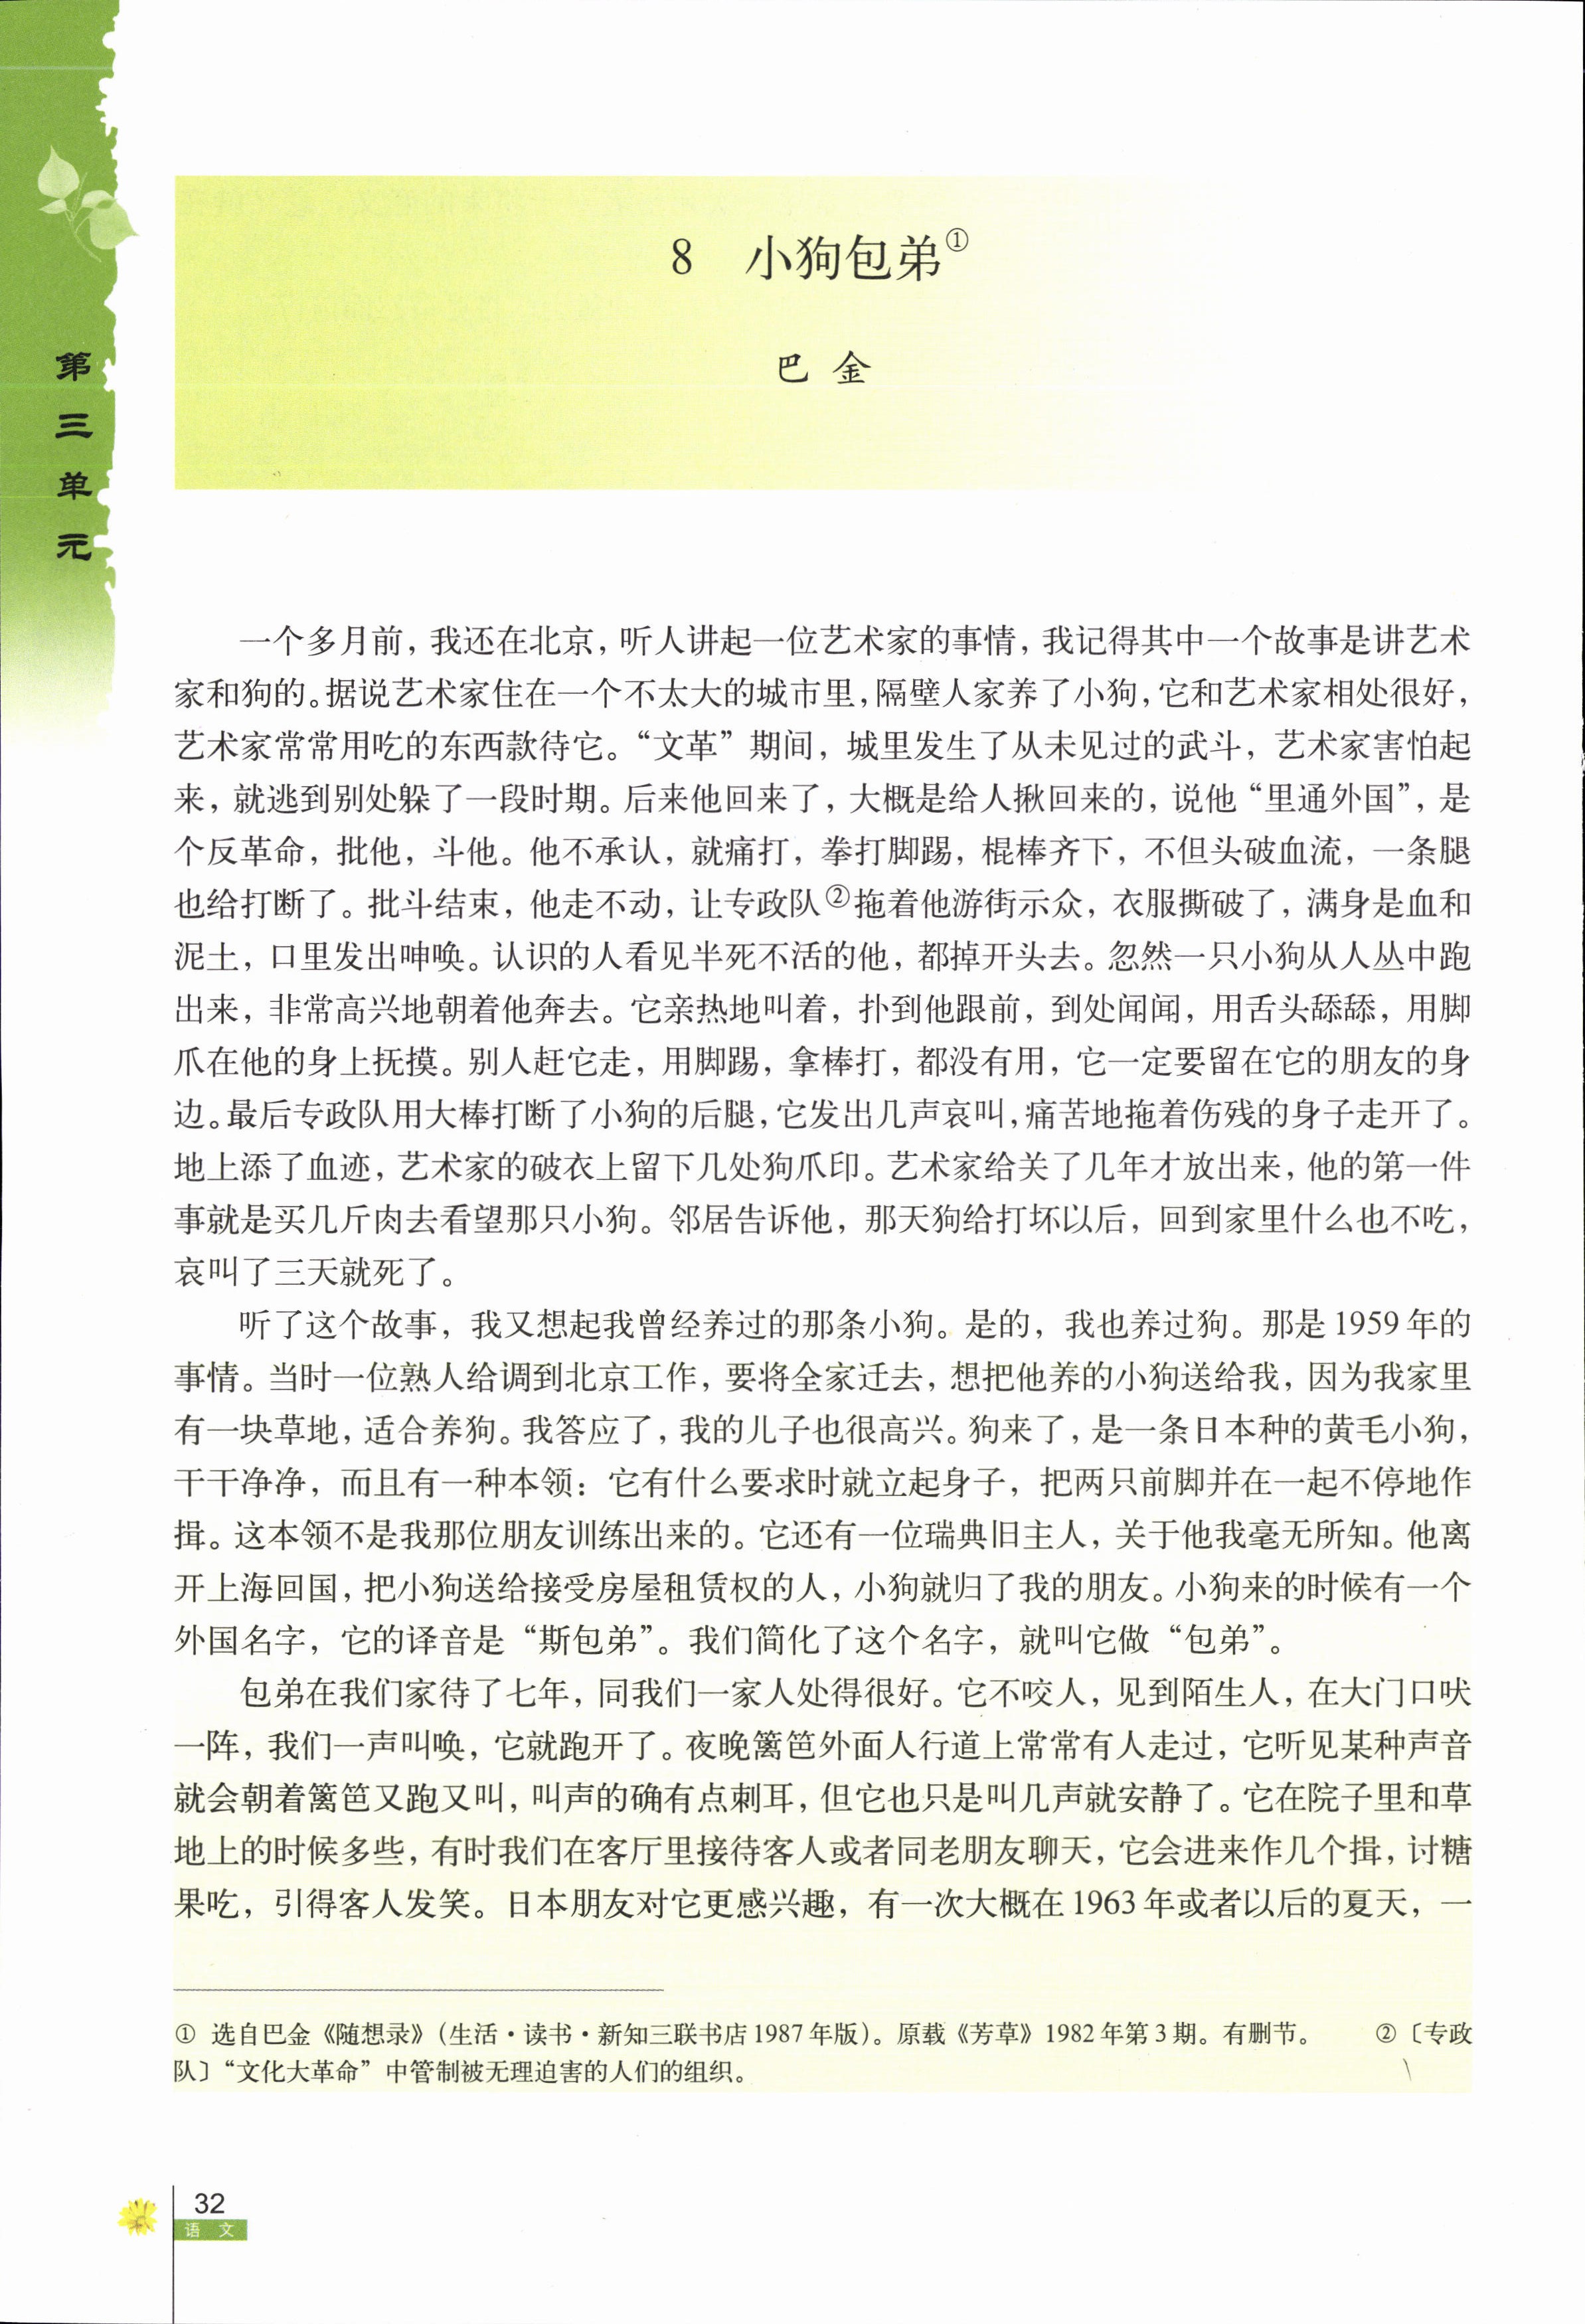 第三单元
8 小狗包弟①
巴金
一个多月前，我还在北京，听人讲起一位艺术家的事情，我记得其中一个故事是讲艺术
家和狗的。据说艺术家住在一个不太大的城市里，隔壁人家养了小狗，它和艺术家相处很好，
艺术家常常用吃的东西款待它。“文革”期间，城里发生了从未见过的武斗，艺术家害怕起
来，就逃到别处躲了一段时期。后来他回来了，大概是给人揪回来的，说他“里通外国”，是
个反革命，批他，斗他。他不承认，就痛打，拳打脚踢，棍棒齐下，不但头破血流，一条腿
也给打断了。批斗结束，他走不动，让专政队②拖着他游街示众，衣服撕破了，满身是血和
泥土，口里发出呻唤。认识的人看见半死不活的他，都掉开头去。忽然一只小狗从人丛中跑
出来，非常高兴地朝着他奔去。它亲热地叫着，扑到他跟前，到处闻闻，用舌头舔舔，用脚
爪在他的身上抚摸。别人赶它走，用脚踢，拿棒打，都没有用，它一定要留在它的朋友的身
边。最后专政队用大棒打断了小狗的后腿，它发出几声哀叫，痛苦地拖着伤残的身子走开了。
地上添了血迹，艺术家的破衣上留下几处狗爪印。艺术家给关了几年才放出来，他的第一件
事就是买几斤肉去看望那只小狗。邻居告诉他，那天狗给打坏以后，回到家里什么也不吃，
哀叫了三天就死了。
听了这个故事，我又想起我曾经养过的那条小狗。是的，我也养过狗。那是1959年的
事情。当时一位熟人给调到北京工作，要将全家迁去，想把他养的小狗送给我，因为我家里
有一块草地，适合养狗。我答应了，我的儿子也很高兴。狗来了，是一条日本种的黄毛小狗，
干干净净，而且有一种本领：它有什么要求时就立起身子，把两只前脚并在一起不停地作
揖。这本领不是我那位朋友训练出来的。它还有一位瑞典旧主人，关于他我毫无所知。他离
开上海回国，把小狗送给接受房屋租赁权的人，小狗就归了我的朋友。小狗来的时候有一个
外国名字，它的译音是“斯包弟”。我们简化了这个名字，就叫它做“包弟”。
包弟在我们家待了七年，同我们一家人处得很好。它不咬人，见到陌生人，在大门口吠
一阵，我们一声叫唤，它就跑开了。夜晚篱笆外面人行道上常常有人走过，它听见某种声音
就会朝着篱笆又跑又叫，叫声的确有点刺耳，但它也只是叫几声就安静了。它在院子里和草
地上的时候多些，有时我们在客厅里接待客人或者同老朋友聊天，它会进来作几个揖，讨糖
果吃，引得客人发笑。日本朋友对它更感兴趣，有一次大概在1963年或者以后的夏天，一
① 选自巴金《随想录》（生活·读书·新知三联书店1987年版）。原载《芳草》1982年第3期。有删节。 ②〔专政
队〕“文化大革命”中管制被无理迫害的人们的组织。
32
语文